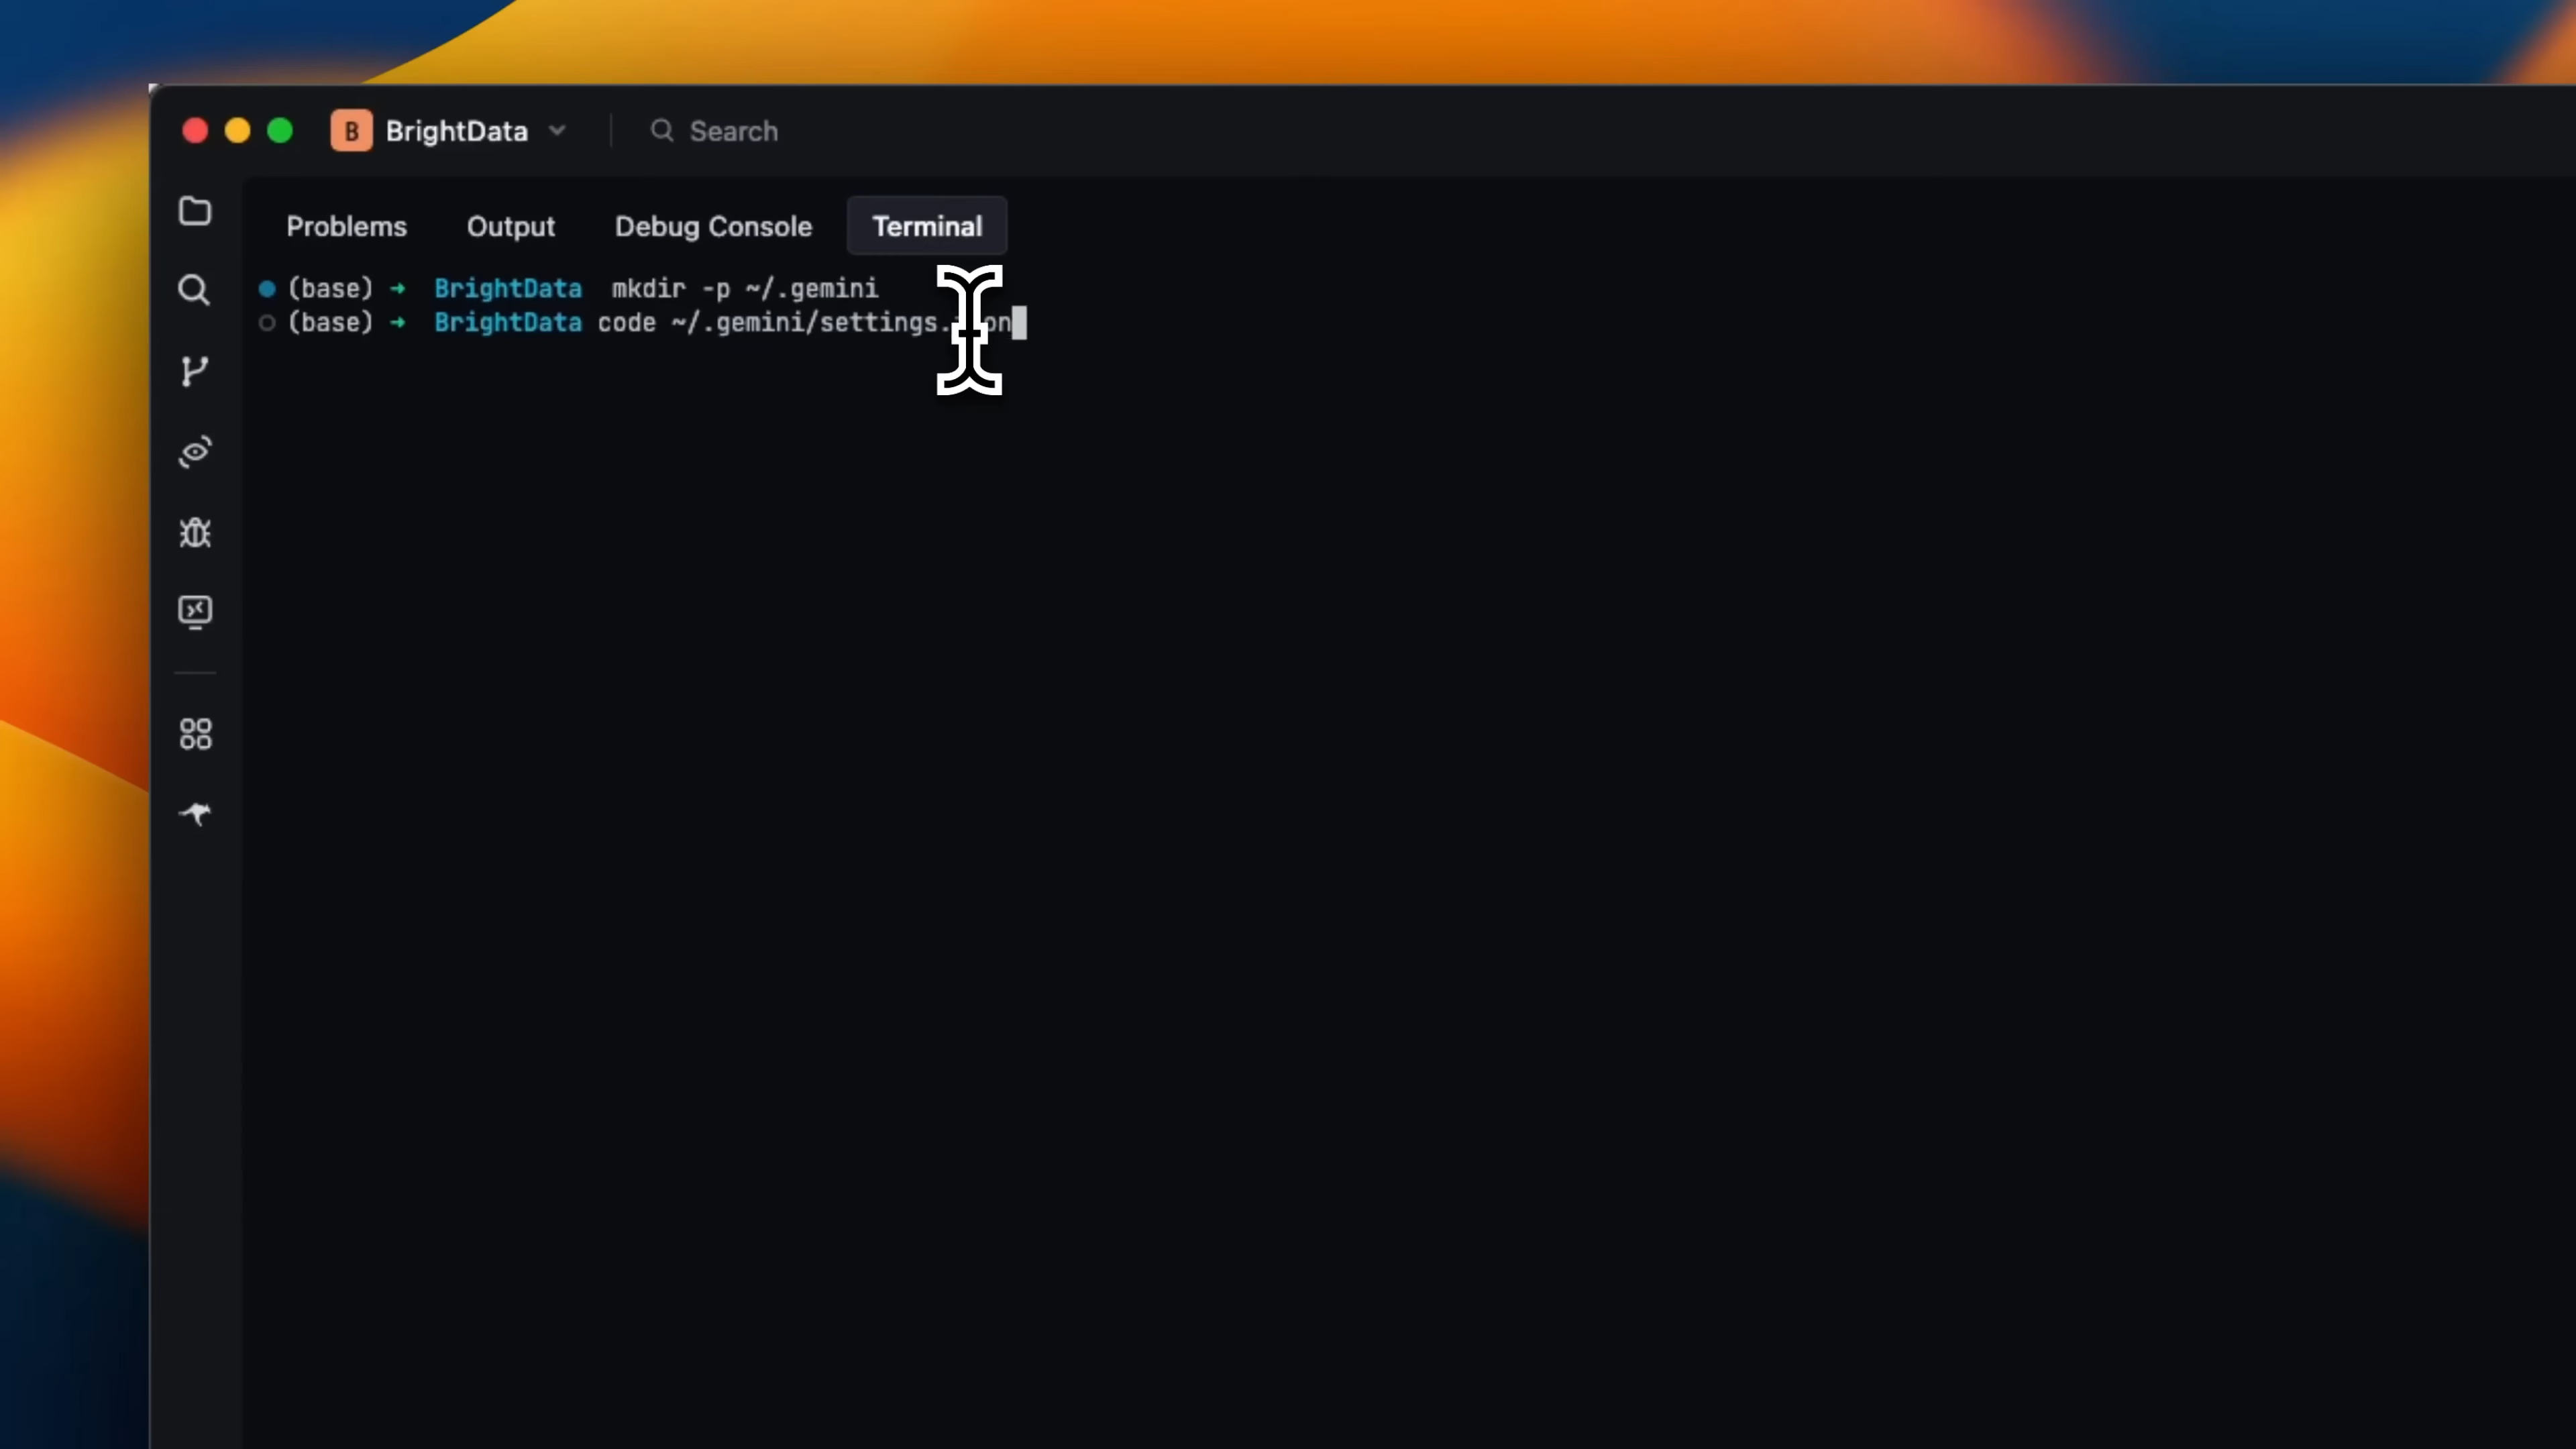 B BrightData Search
Problems Output Debug Console Terminal
(base) → BrightData mkdir -p ~/.gemini
(base) → BrightData code ~/.gemini/settings.